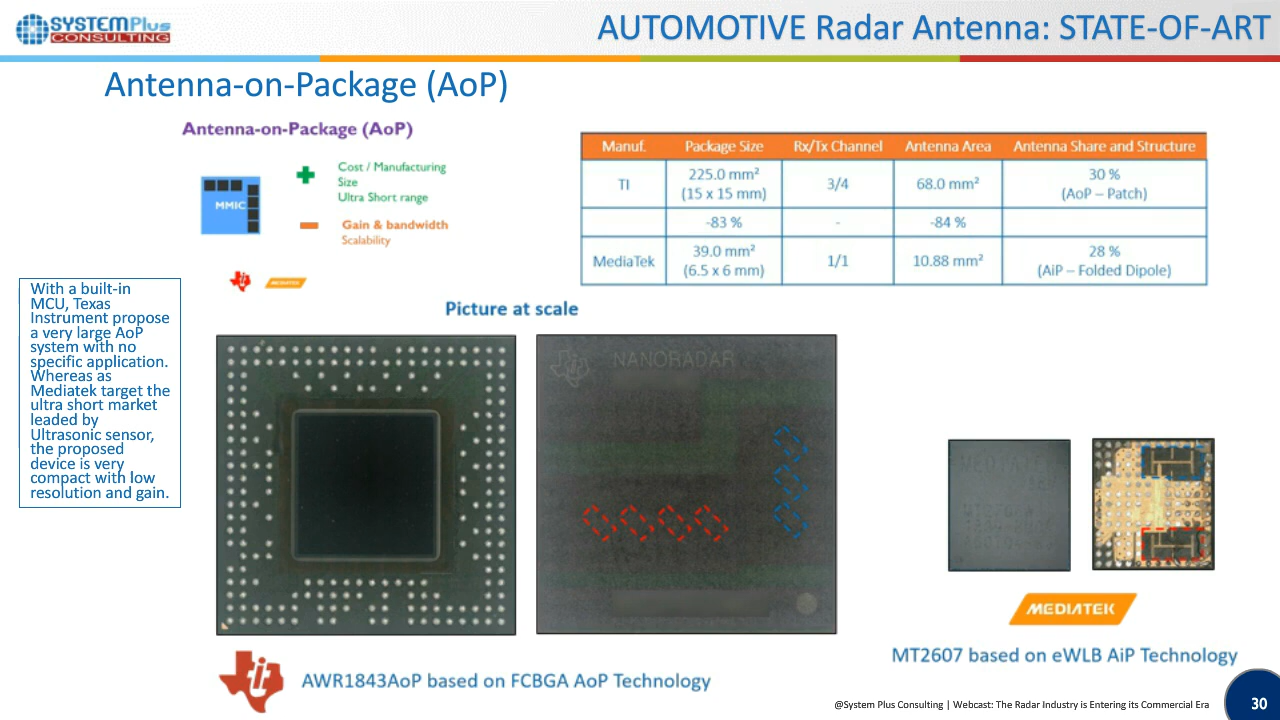 SYSTEMPlus
CONSULTING
AUTOMOTIVE Radar Antenna: STATE-OF-ART
Antenna-on-Package (AoP)
Antenna-on-Package (AoP)
MMIC
Cost / Manufacturing
Size
Ultra Short range
Gain & bandwidth
Scalability
MEDIATEK
Manuf. Package Size Rx/Tx Channel Antenna Area Antenna Share and Structure
TI 225.0 mm² (15 x 15 mm) 3/4 68.0 mm² 30 % (AoP – Patch)
-83 % - -84 %
MediaTek 39.0 mm² (6.5 x 6 mm) 1/1 10.88 mm² 28 % (AiP – Folded Dipole)
With a built-in
MCU, Texas
Instrument propose
a very large AoP
system with no
specific application.
Whereas as
Mediatek target the
ultra short market
leaded by
Ultrasonic sensor,
the proposed
device is very
compact with low
resolution and gain.
Picture at scale
NANORADAR
MEDIATEK
AWR1843AoP based on FCBGA AoP Technology
MT2607 based on eWLB AiP Technology
@System Plus Consulting | Webcast: The Radar Industry is Entering its Commercial Era
30